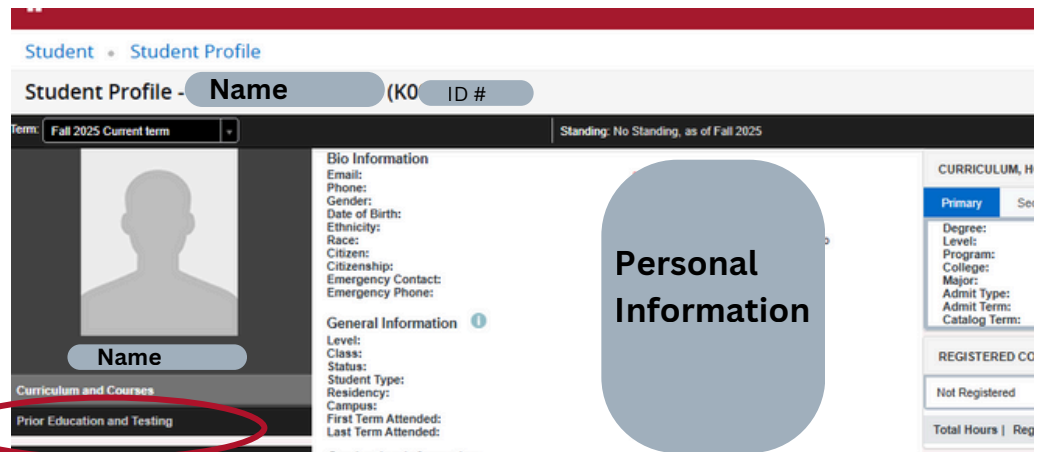 Student • Student Profile
Student Profile - Name (K0 ID #
Term: Fall 2025 Current term
Standing: No Standing, as of Fall 2025
Name
Curriculum and Courses
Prior Education and Testing
Bio Information
Email:
Phone:
Gender:
Date of Birth:
Ethnicity:
Race:
Citizen:
Citizenship:
Emergency Contact:
Emergency Phone:
General Information
Level:
Class:
Status:
Student Type:
Residency:
Campus:
First Term Attended:
Last Term Attended:
Personal
Information
CURRICULUM, H
Primary Sec
Degree:
Level:
Program:
College:
Major:
Admit Type:
Admit Term:
Catalog Term:
REGISTERED CO
Not Registered
Total Hours | Reg